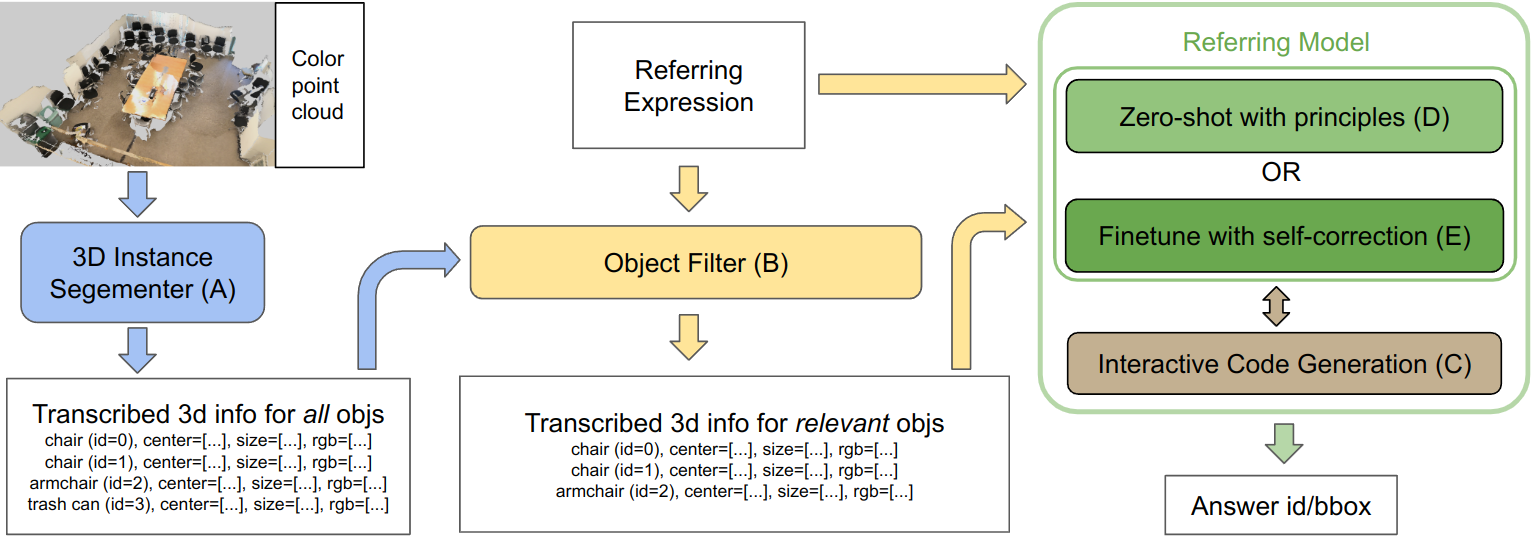 Color
point
cloud
3D Instance
Segementer (A)
Transcribed 3d info for all objs
chair (id=0), center=[...], size=[...], rgb=[...]
chair (id=1), center=[...], size=[...], rgb=[...]
armchair (id=2), center=[...], size=[...], rgb=[...]
trash can (id=3), center=[...], size=[...], rgb=[...]
Referring
Expression
Object Filter (B)
Transcribed 3d info for relevant objs
chair (id=0), center=[...], size=[...], rgb=[...]
chair (id=1), center=[...], size=[...], rgb=[...]
armchair (id=2), center=[...], size=[...], rgb=[...]
Referring Model
Zero-shot with principles (D)
OR
Finetune with self-correction (E)
Interactive Code Generation (C)
Answer id/bbox